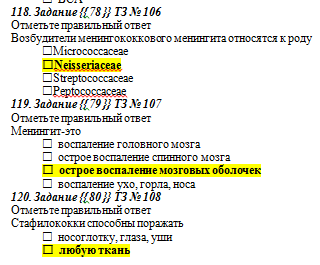 118. Задание {{78}} ТЗ № 106
Отметьте правильный ответ
Возбудители менингококкового менингита относятся к роду
☐ Micrococcaceae
☐ Neisseriaceae
☐ Streptococcaceae
☐ Peptococcaceae
119. Задание {{79}} ТЗ № 107
Отметьте правильный ответ
Менингит-это
☐ воспаление головного мозга
☐ острое воспаление спинного мозга
☐ острое воспаление мозговых оболочек
☐ воспаление ухо, горла, носа
120. Задание {{80}} ТЗ № 108
Отметьте правильный ответ
Стафилококки способны поражать
☐ носоглотку, глаза, уши
☐ любую ткань